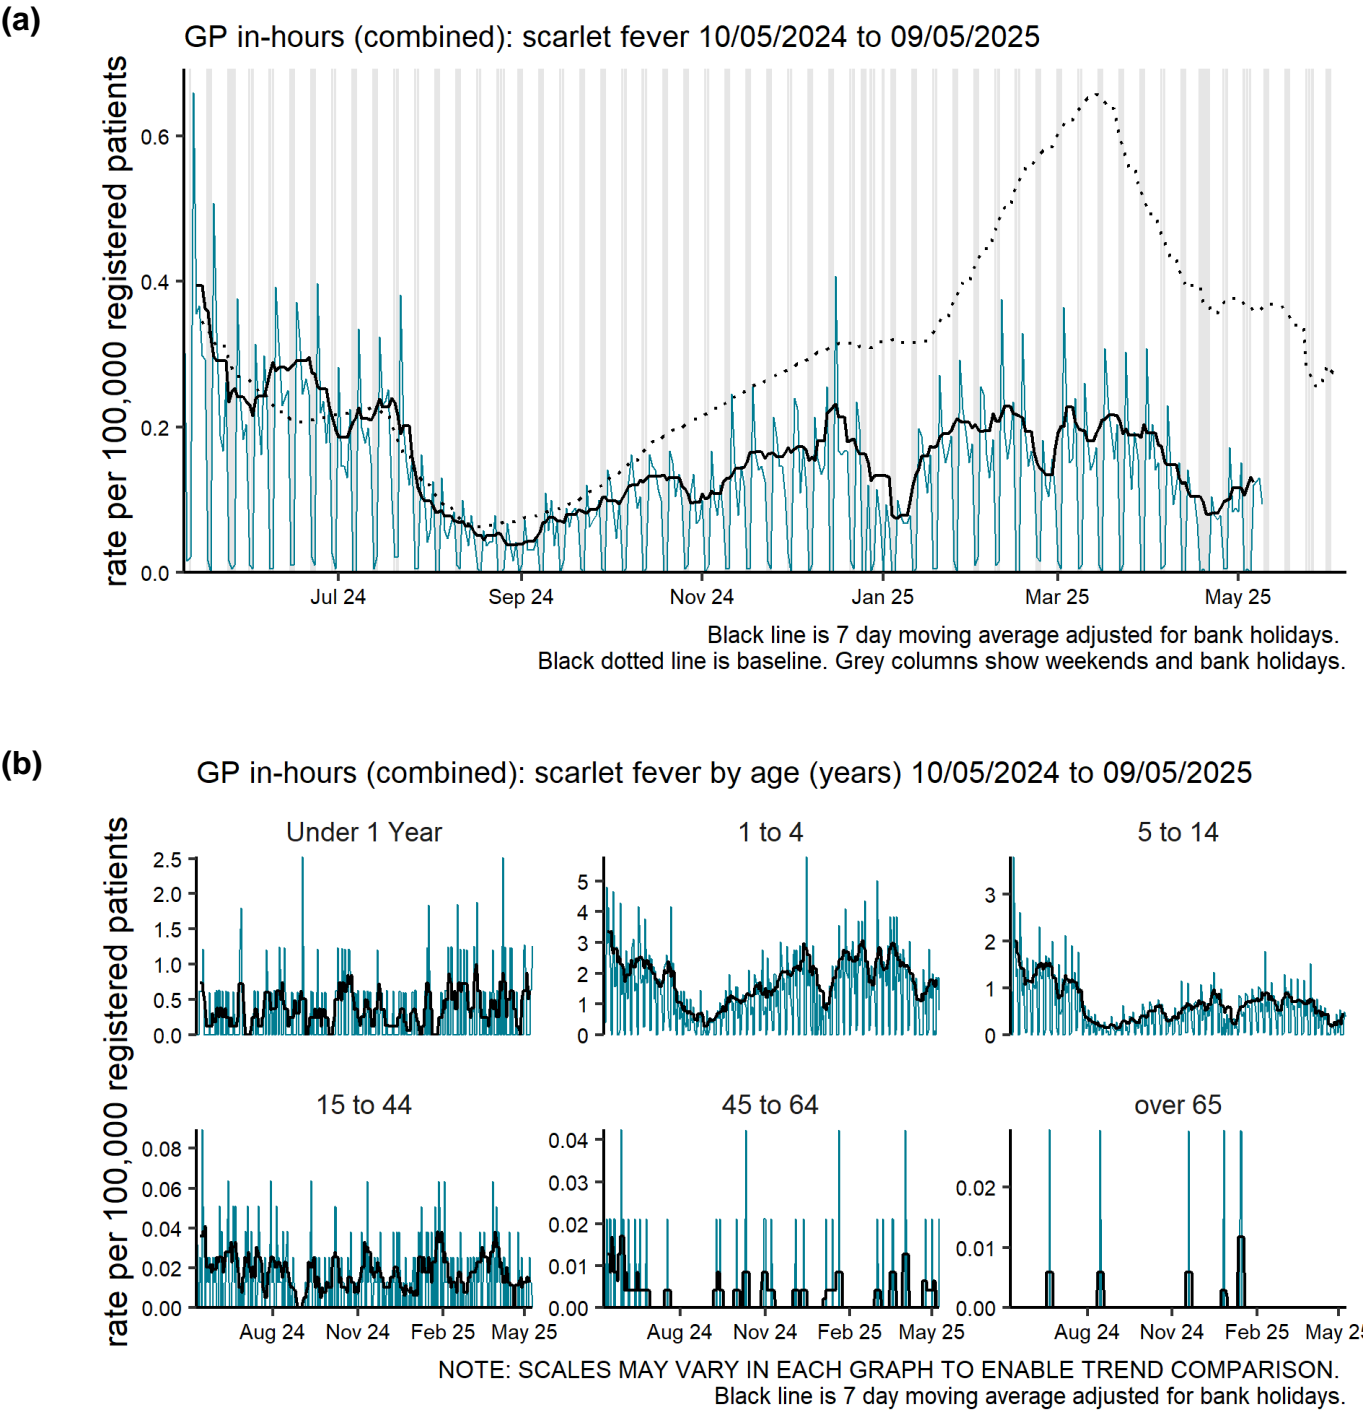 (a)
GP in-hours (combined): scarlet fever 10/05/2024 to 09/05/2025
rate per 100,000 registered patients
0.6
0.4
0.2
0.0
Jul 24 Sep 24 Nov 24 Jan 25 Mar 25 May 25
Black line is 7 day moving average adjusted for bank holidays.
Black dotted line is baseline. Grey columns show weekends and bank holidays.
(b)
GP in-hours (combined): scarlet fever by age (years) 10/05/2024 to 09/05/2025
rate per 100,000 registered patients
Under 1 Year
2.5
2.0
1.5
1.0
0.5
0.0
1 to 4
5
4
3
2
1
0
5 to 14
3
2
1
0
15 to 44
0.08
0.06
0.04
0.02
0.00
Aug 24 Nov 24 Feb 25 May 25
45 to 64
0.04
0.03
0.02
0.01
0.00
Aug 24 Nov 24 Feb 25 May 25
over 65
0.02
0.01
0.00
Aug 24 Nov 24 Feb 25 May 25
NOTE: SCALES MAY VARY IN EACH GRAPH TO ENABLE TREND COMPARISON.
Black line is 7 day moving average adjusted for bank holidays.